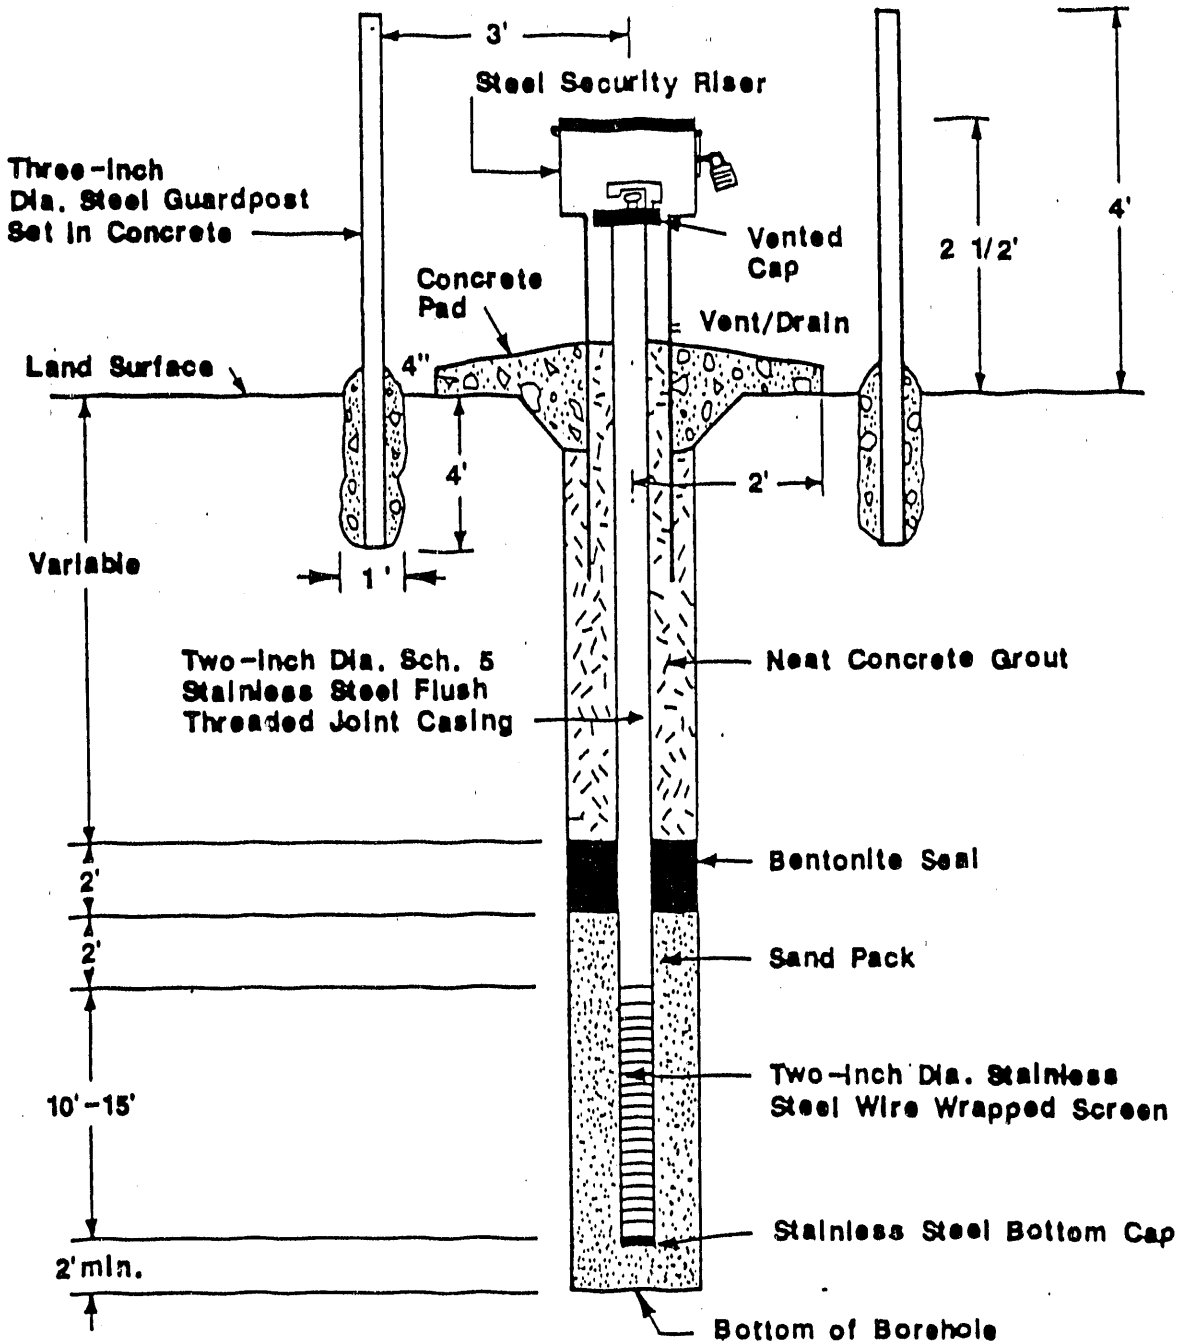 3'
Steel Security Riser
Three-Inch
Dia. Steel Guardpost
Set In Concrete
4'
2 1/2'
Vented
Cap
Concrete
Pad
Vent/Drain
Land Surface
4"
4'
2'
Variable
1'
Two-Inch Dia. Sch. 5
Stainless Steel Flush
Threaded Joint Casing
Neat Concrete Grout
Bentonite Seal
2'
2'
Sand Pack
10'-15'
Two-Inch Dia. Stainless
Steel Wire Wrapped Screen
Stainless Steel Bottom Cap
2' min.
Bottom of Borehole